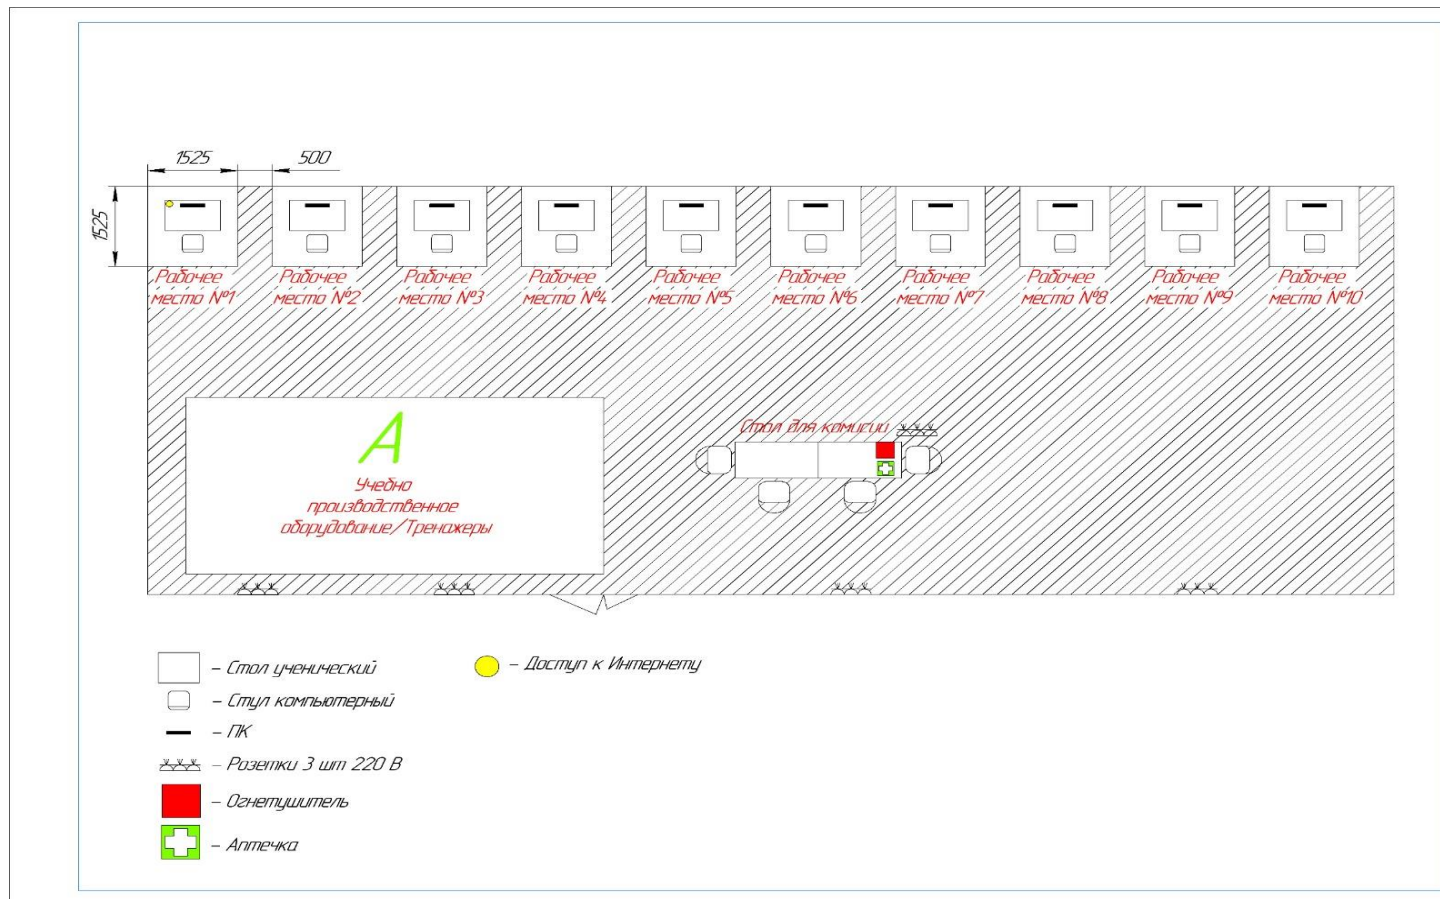 1525
500
1525
Рабочее
место №1
Рабочее
место №2
Рабочее
место №3
Рабочее
место №4
Рабочее
место №5
Рабочее
место №6
Рабочее
место №7
Рабочее
место №8
Рабочее
место №9
Рабочее
место №10
А
Учебно
производственное
оборудование/Тренажеры
Стол для комисии
– Стол ученический
– Доступ к Интернету
– Стул компьютерный
– ПК
– Розетки 3 шт 220 В
– Огнетушитель
– Аптечка